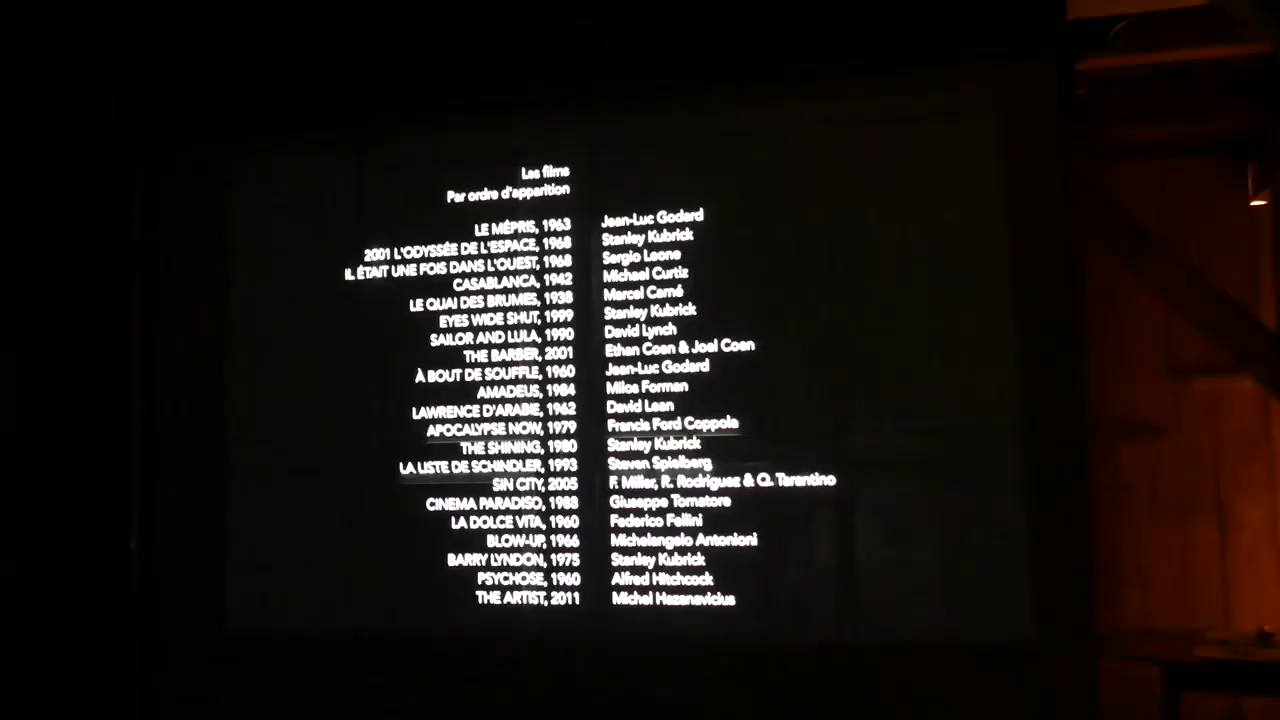 Les films
Par ordre d'apparition
LE MÉPRIS, 1963 Jean-Luc Godard
2001 L'ODYSSÉE DE L'ESPACE, 1968 Stanley Kubrick
IL ÉTAIT UNE FOIS DANS L'OUEST, 1968 Sergio Leone
CASABLANCA, 1942 Michael Curtiz
LE QUAI DES BRUMES, 1938 Marcel Carné
EYES WIDE SHUT, 1999 Stanley Kubrick
SAILOR AND LULA, 1990 David Lynch
THE BARBER, 2001 Ethan Coen & Joel Coen
À BOUT DE SOUFFLE, 1960 Jean-Luc Godard
AMADEUS, 1984 Milos Forman
LAWRENCE D'ARABIE, 1962 David Lean
APOCALYPSE NOW, 1979 Francis Ford Coppola
THE SHINING, 1980 Stanley Kubrick
LA LISTE DE SCHINDLER, 1993 Steven Spielberg
SIN CITY, 2005 F. Miller, R. Rodriguez & Q. Tarantino
CINEMA PARADISO, 1988 Giuseppe Tornatore
LA DOLCE VITA, 1960 Federico Fellini
BLOW-UP, 1966 Michelangelo Antonioni
BARRY LYNDON, 1975 Stanley Kubrick
PSYCHOSE, 1960 Alfred Hitchcock
THE ARTIST, 2011 Michel Hazanavicius